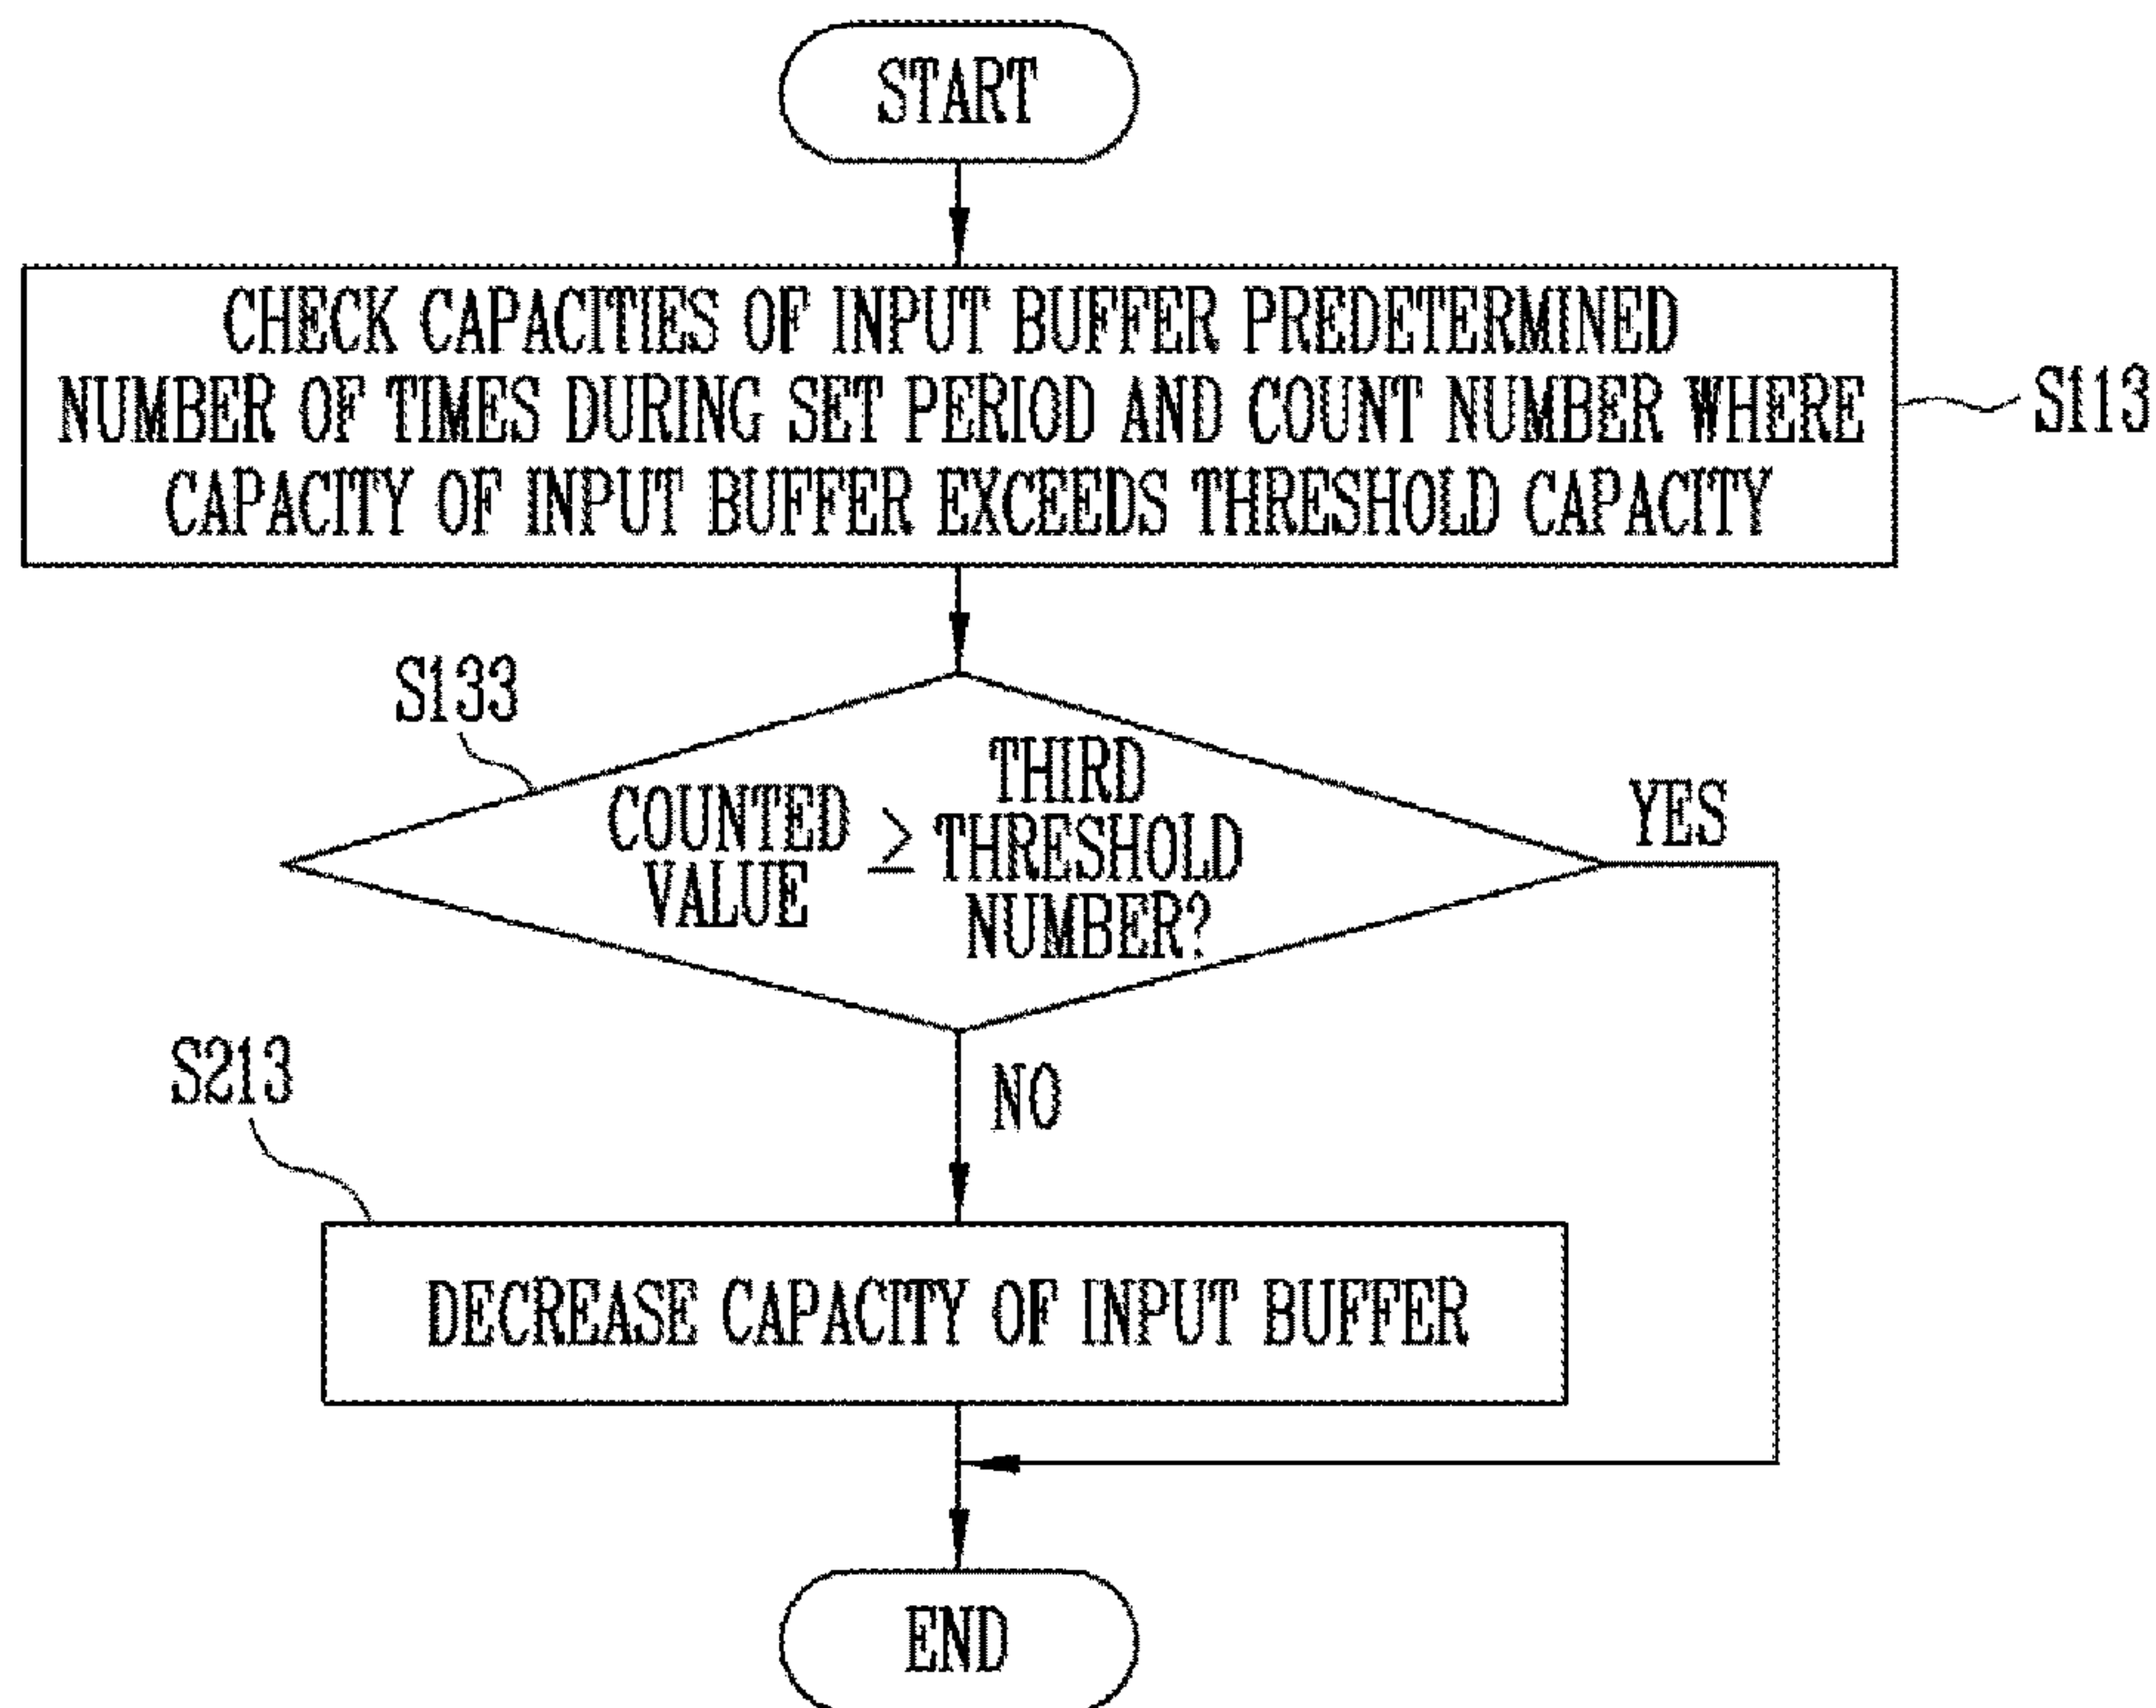 START
CHECK CAPACITIES OF INPUT BUFFER PREDETERMINED
NUMBER OF TIMES DURING SET PERIOD AND COUNT NUMBER WHERE
CAPACITY OF INPUT BUFFER EXCEEDS THRESHOLD CAPACITY
S113
S133
COUNTED
VALUE
≥
THIRD
THRESHOLD
NUMBER?
YES
NO
S213
DECREASE CAPACITY OF INPUT BUFFER
END